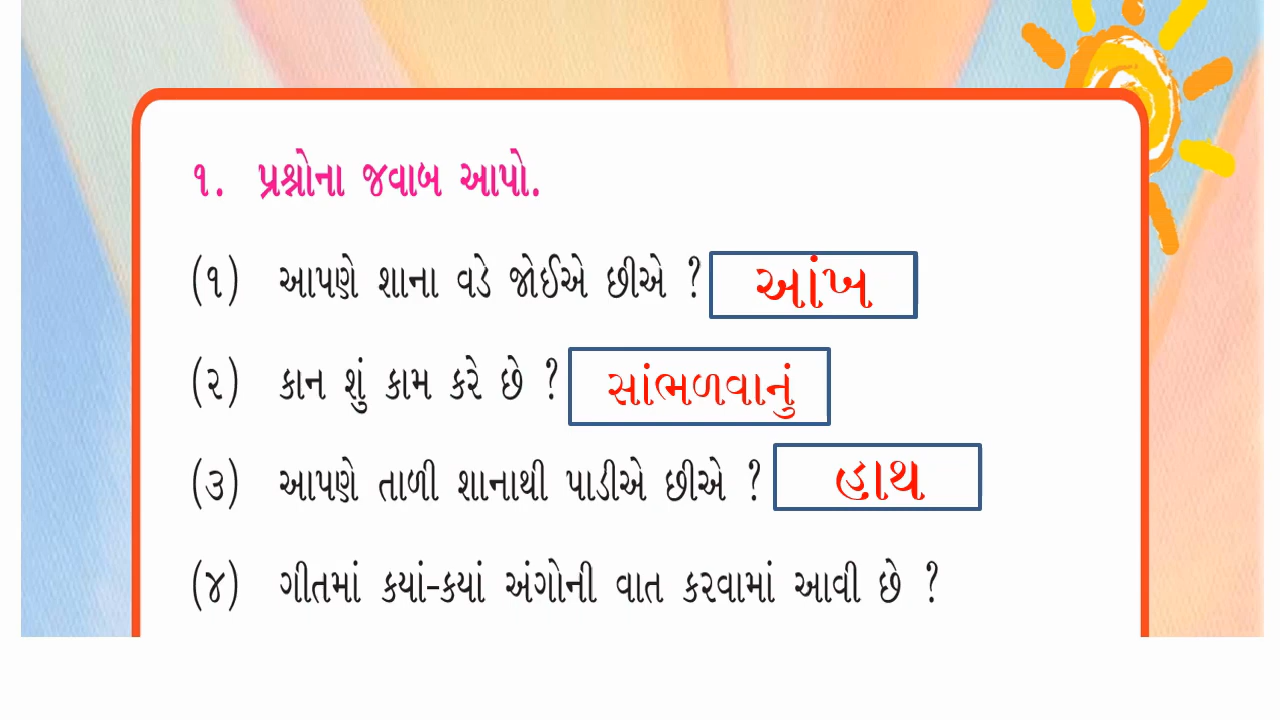 ૧. પ્રશ્નોના જવાબ આપો.
(૧) આપણે શાના વડે જોઈએ છીએ ? આંખ
(૨) કાન શું કામ કરે છે ? સાંભળવાનું
(૩) આપણે તાળી શાનાથી પાડીએ છીએ ? હાથ
(૪) ગીતમાં કયાં-કયાં અંગોની વાત કરવામાં આવી છે ?